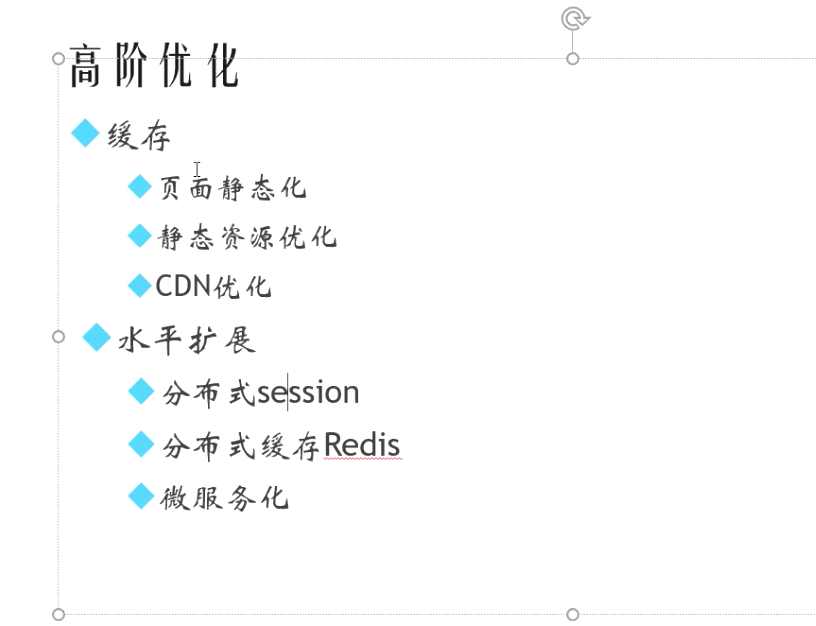 高阶优化
缓存
页面静态化
静态资源优化
CDN优化
水平扩展
分布式session
分布式缓存Redis
微服务化